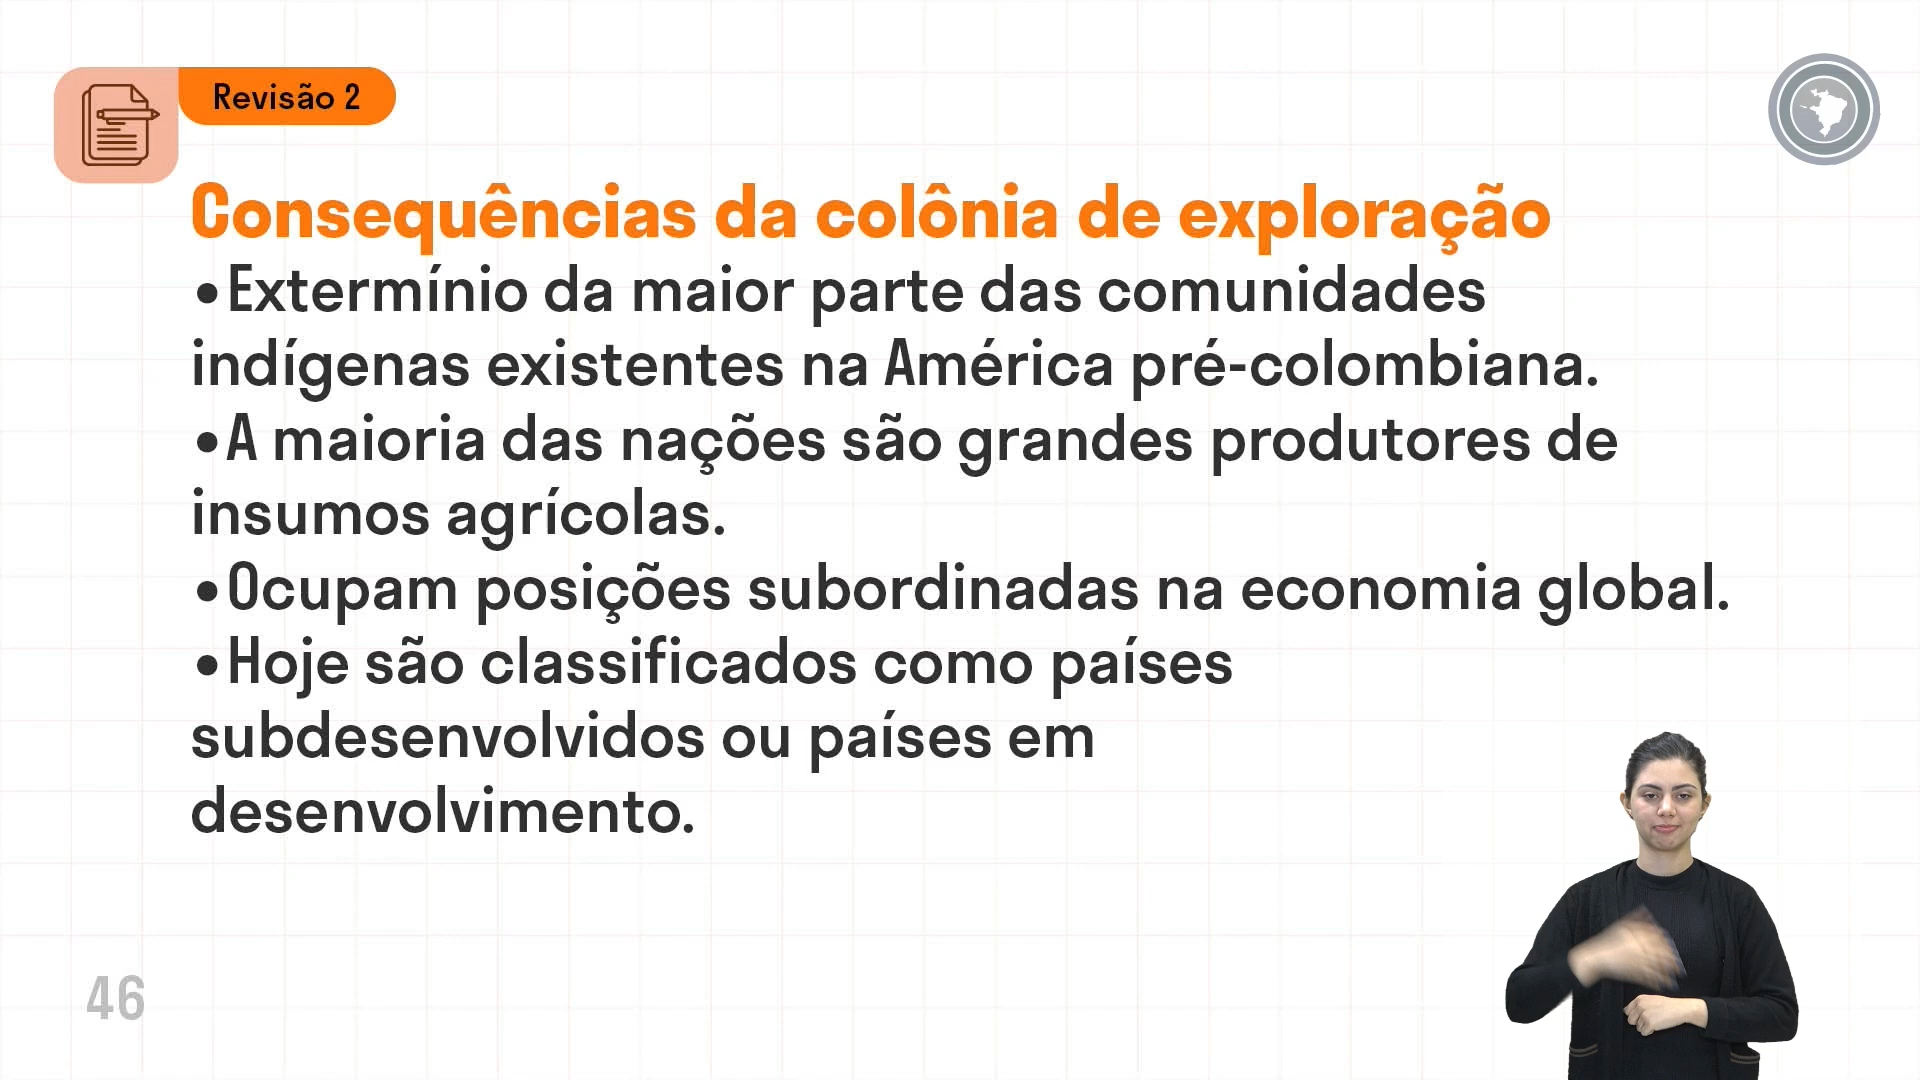 Revisão 2
Consequências da colônia de exploração
•Extermínio da maior parte das comunidades
indígenas existentes na América pré-colombiana.
•A maioria das nações são grandes produtores de
insumos agrícolas.
•Ocupam posições subordinadas na economia global.
•Hoje são classificados como países
subdesenvolvidos ou países em
desenvolvimento.
46